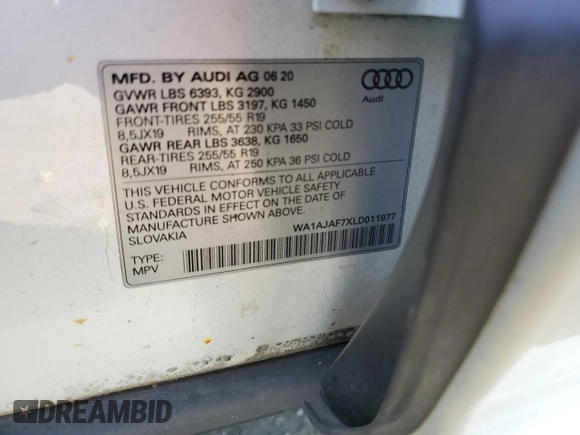 MFD. BY AUDI AG 06 20
GVWR LBS 6393, KG 2900
GAWR FRONT LBS 3197, KG 1450
FRONT-TIRES 255/55 R19
8,5JX19 RIMS, AT 230 KPA 33 PSI COLD
GAWR REAR LBS 3638, KG 1650
REAR-TIRES 255/55 R19
8,5JX19 RIMS, AT 250 KPA 36 PSI COLD
Audi
THIS VEHICLE CONFORMS TO ALL APPLICABLE
U.S. FEDERAL MOTOR VEHICLE SAFETY
STANDARDS IN EFFECT ON THE DATE OF
MANUFACTURE SHOWN ABOVE.
SLOVAKIA
WA1AJAF7XLD011977
TYPE:
MPV
DREAMBID